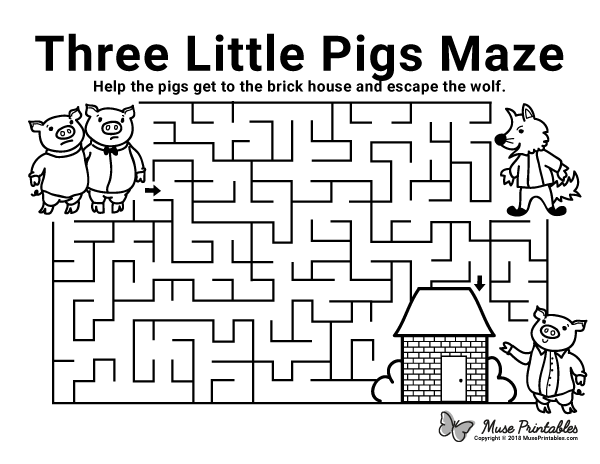 Three Little Pigs Maze
Help the pigs get to the brick house and escape the wolf.
Muse Printables
Copyright © 2018 MusePrintables.com